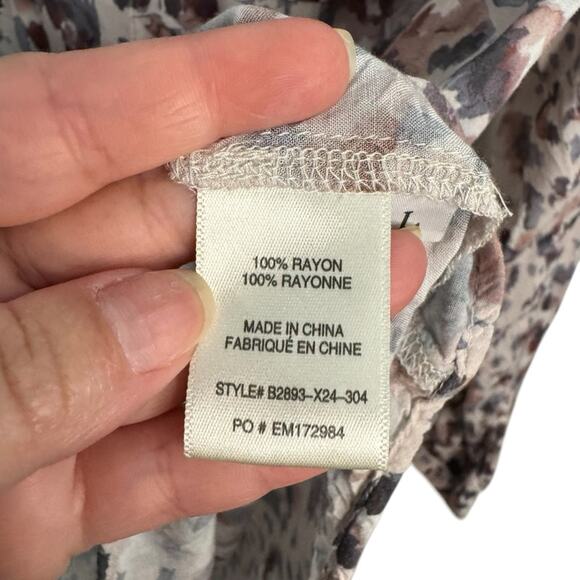 L
100% RAYON
100% RAYONNE
MADE IN CHINA
FABRIQUÉ EN CHINE
STYLE# B2893-X24-304
PO # EM172984